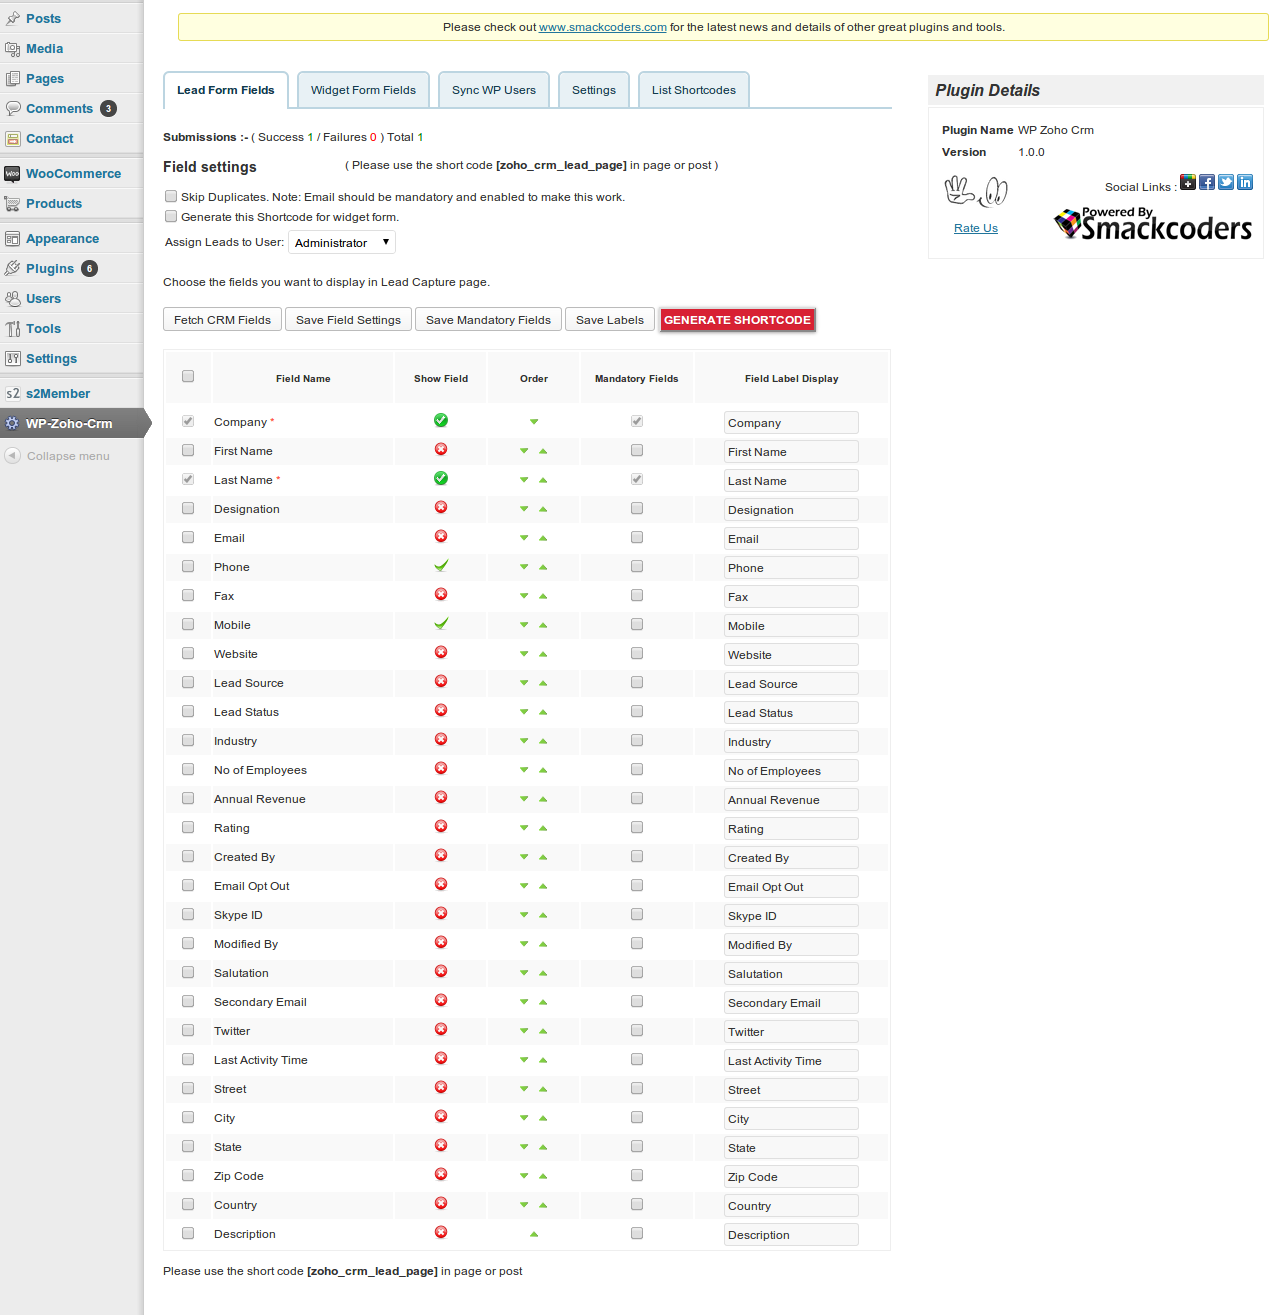 Please check out www.smackcoders.com for the latest news and details of other great plugins and tools.
Posts
Media
Pages
Comments 3
Contact
WooCommerce
Products
Appearance
Plugins 6
Users
Tools
Settings
s2 s2Member
WP-Zoho-Crm
Collapse menu
Lead Form Fields Widget Form Fields Sync WP Users Settings List Shortcodes
Submissions :- ( Success 1 / Failures 0 ) Total 1
Field settings ( Please use the short code [zoho_crm_lead_page] in page or post )
Skip Duplicates. Note: Email should be mandatory and enabled to make this work.
Generate this Shortcode for widget form.
Assign Leads to User: Administrator
Choose the fields you want to display in Lead Capture page.
Fetch CRM Fields Save Field Settings Save Mandatory Fields Save Labels GENERATE SHORTCODE
Field Name Show Field Order Mandatory Fields Field Label Display
Company * Company
First Name First Name
Last Name * Last Name
Designation Designation
Email Email
Phone Phone
Fax Fax
Mobile Mobile
Website Website
Lead Source Lead Source
Lead Status Lead Status
Industry Industry
No of Employees No of Employees
Annual Revenue Annual Revenue
Rating Rating
Created By Created By
Email Opt Out Email Opt Out
Skype ID Skype ID
Modified By Modified By
Salutation Salutation
Secondary Email Secondary Email
Twitter Twitter
Last Activity Time Last Activity Time
Street Street
City City
State State
Zip Code Zip Code
Country Country
Description Description
Please use the short code [zoho_crm_lead_page] in page or post
Plugin Details
Plugin Name WP Zoho Crm
Version 1.0.0
Social Links :
Rate Us
Powered By
Smackcoders